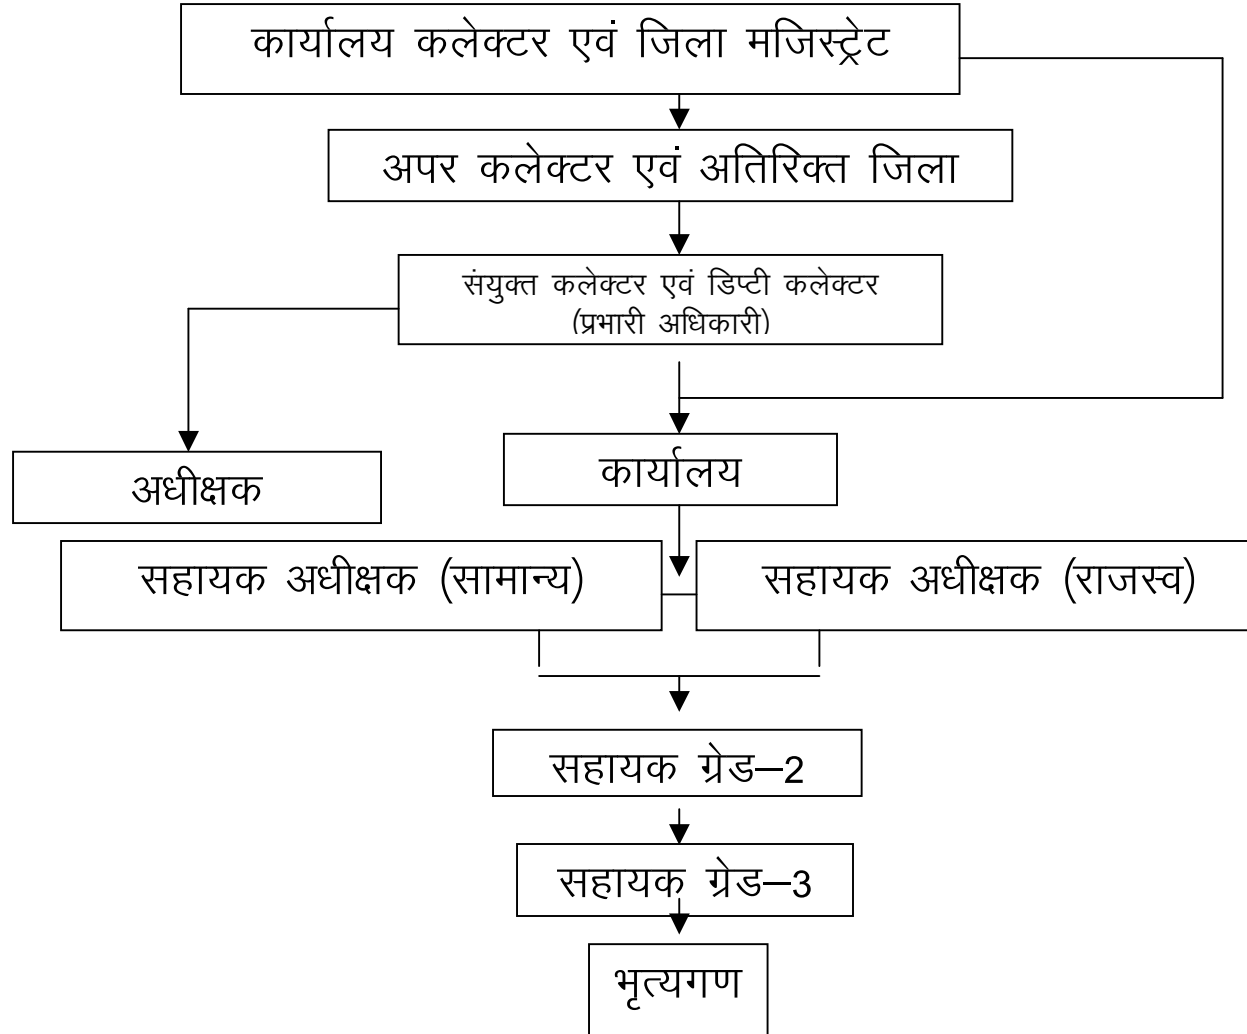 कार्यालय कलेक्टर एवं जिला मजिस्ट्रेट
अपर कलेक्टर एवं अतिरिक्त जिला
संयुक्त कलेक्टर एवं डिप्टी कलेक्टर
(प्रभारी अधिकारी)
अधीक्षक
कार्यालय
सहायक अधीक्षक (सामान्य)
सहायक अधीक्षक (राजस्व)
सहायक ग्रेड–2
सहायक ग्रेड–3
भृत्यगण